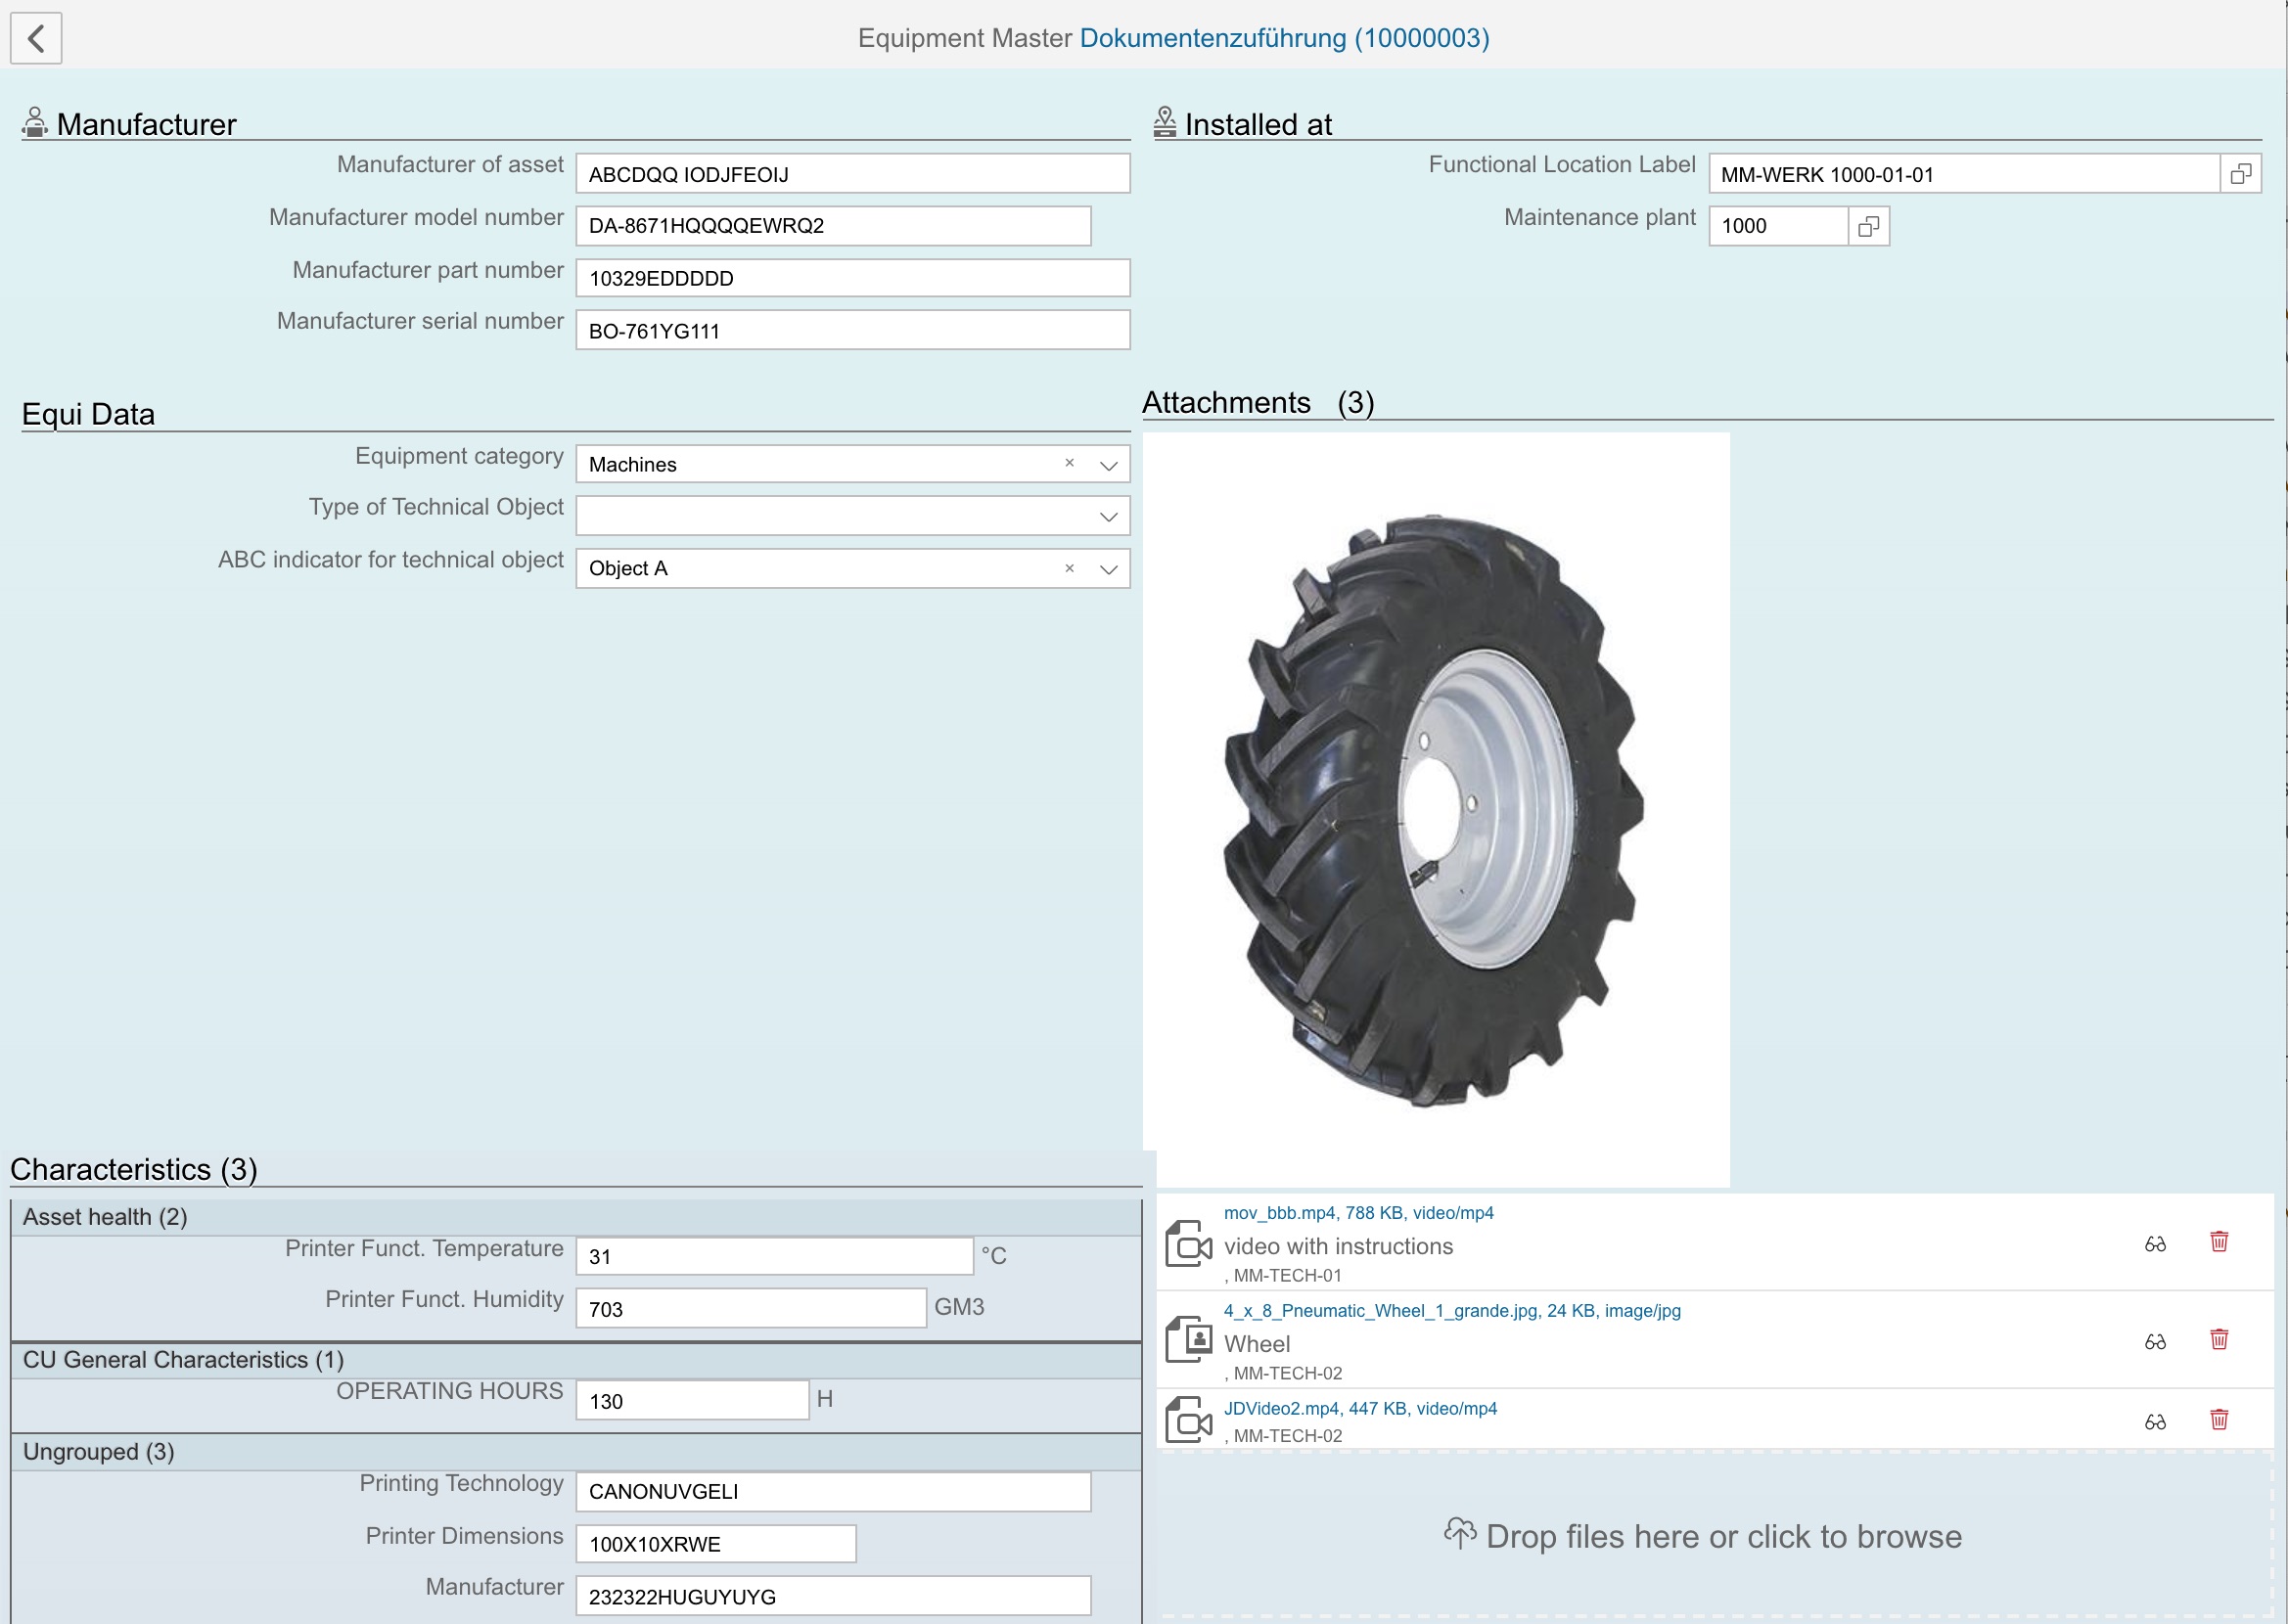 Equipment Master Dokumentenzuführung (10000003)
Manufacturer
Manufacturer of asset ABCDQQ IODJFEOIJ
Manufacturer model number DA-8671HQQQQEWRQ2
Manufacturer part number 10329EDDDDD
Manufacturer serial number BO-761YG111
Installed at
Functional Location Label MM-WERK 1000-01-01
Maintenance plant 1000
Equi Data
Equipment category Machines
Type of Technical Object
ABC indicator for technical object Object A
Attachments (3)
Characteristics (3)
Asset health (2)
Printer Funct. Temperature 31 °C
Printer Funct. Humidity 703 GM3
CU General Characteristics (1)
OPERATING HOURS 130 H
Ungrouped (3)
Printing Technology CANONUVGELI
Printer Dimensions 100X10XRWE
Manufacturer 232322HUGUYUYG
mov_bbb.mp4, 788 KB, video/mp4
video with instructions
, MM-TECH-01
4_x_8_Pneumatic_Wheel_1_grande.jpg, 24 KB, image/jpg
Wheel
, MM-TECH-02
JDVideo2.mp4, 447 KB, video/mp4
, MM-TECH-02
Drop files here or click to browse